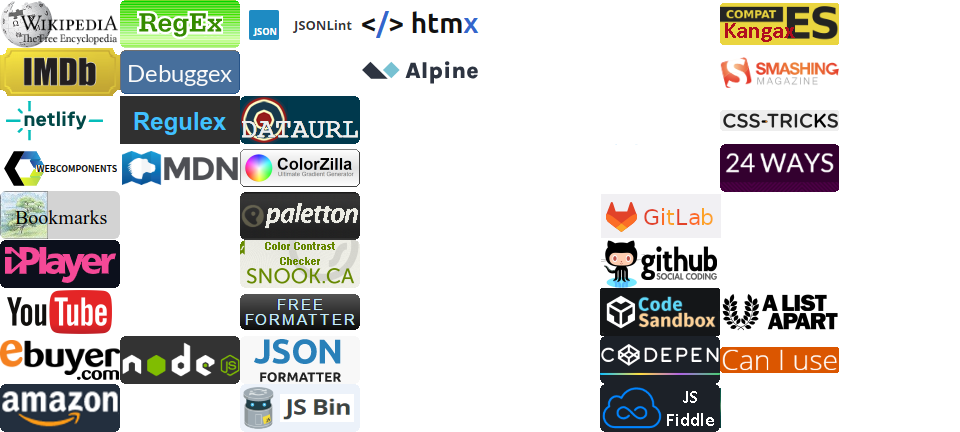 WIKIPEDIA
The Free Encyclopedia
RegEx
JSON
JSONLint
</> htmx
COMPAT
Kangax
ES
IMDb
Debuggex
Alpine
SMASHING
MAGAZINE
netlify
Regulex
DATAURL
CSS-TRICKS
WEBCOMPONENTS
MDN
ColorZilla
Ultimate Gradient Generator
24 WAYS
Bookmarks
paletton
GitLab
iPlayer
Color Contrast
Checker
SNOOK.CA
github
SOCIAL CODING
YouTube
FREE
FORMATTER
Code
Sandbox
A LIST
APART
ebuyer
.com
node
JS
JSON
FORMATTER
CODEPEN
Can I use
amazon
JS Bin
JS
Fiddle